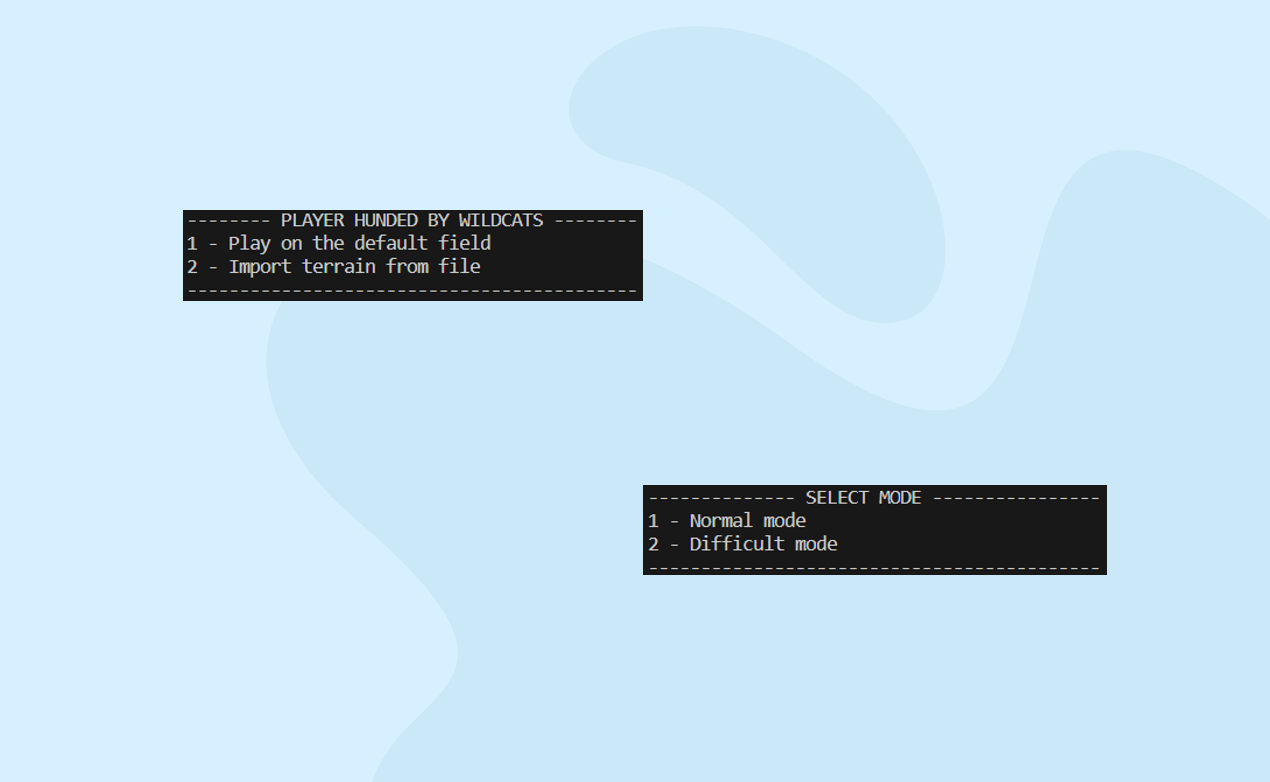 -------- PLAYER HUNDED BY WILDCATS --------
1 - Play on the default field
2 - Import terrain from file
-------------------------------------------
-------------- SELECT MODE ----------------
1 - Normal mode
2 - Difficult mode
-------------------------------------------